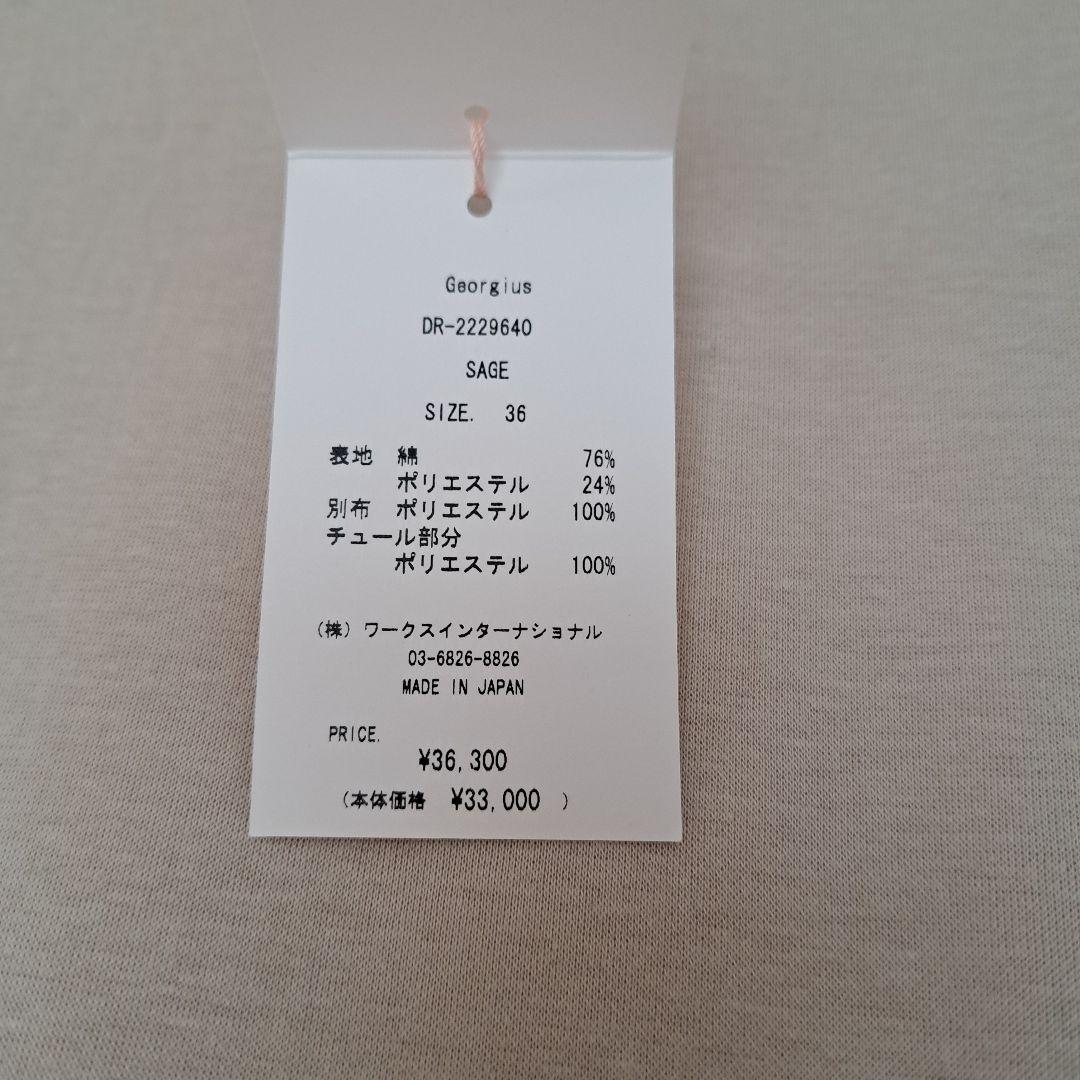 Georgius
DR-2229640
SAGE
SIZE. 36
表地 綿 76%
ポリエステル 24%
別布 ポリエステル 100%
チュール部分
ポリエステル 100%
(株) ワークスインターナショナル
03-6826-8826
MADE IN JAPAN
PRICE.
¥36,300
(本体価格 ¥33,000 )